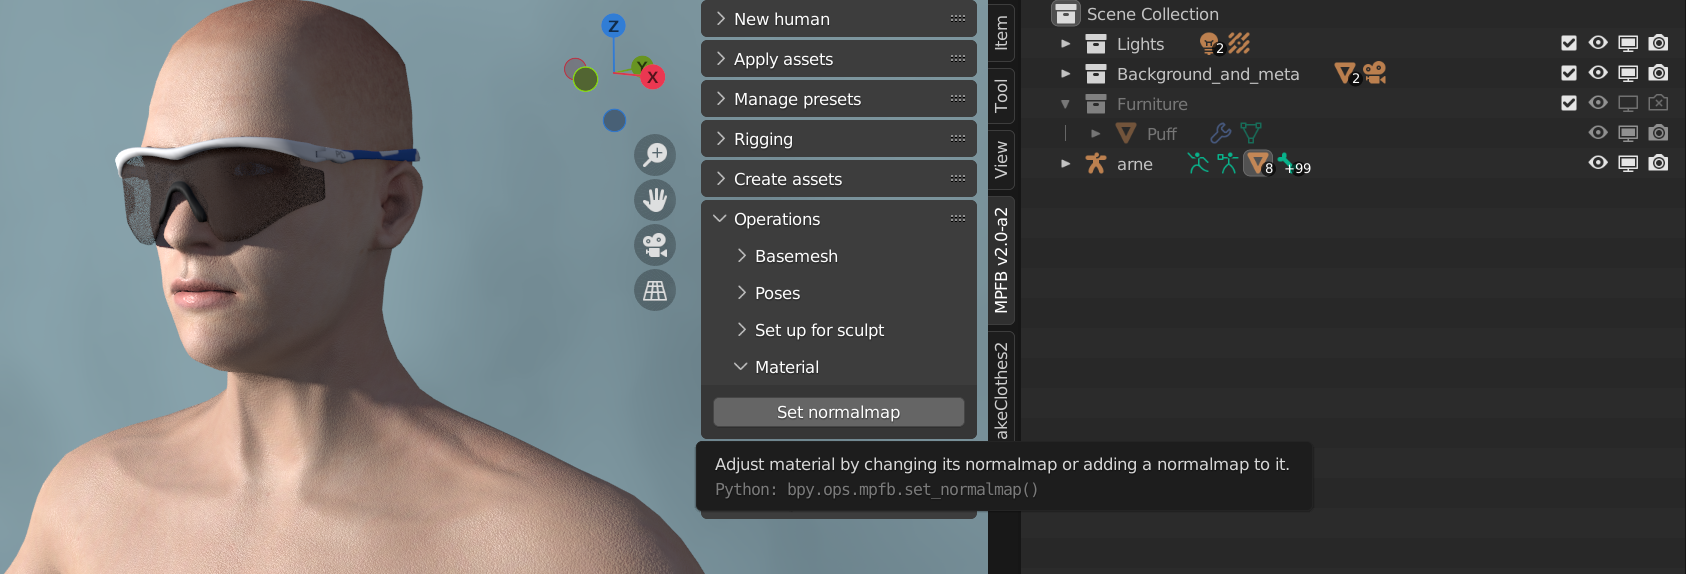 New human
Apply assets
Manage presets
Rigging
Create assets
Operations
Basemesh
Poses
Set up for sculpt
Material
Set normalmap
Adjust material by changing its normalmap or adding a normalmap to it.
Python: bpy.ops.mpfb.set_normalmap()
Z
Y
X
Item
Tool
View
MPFB v2.0-a2
akeClothes2
Scene Collection
Lights
2
Background_and_meta
2
Furniture
Puff
arne
8
+99